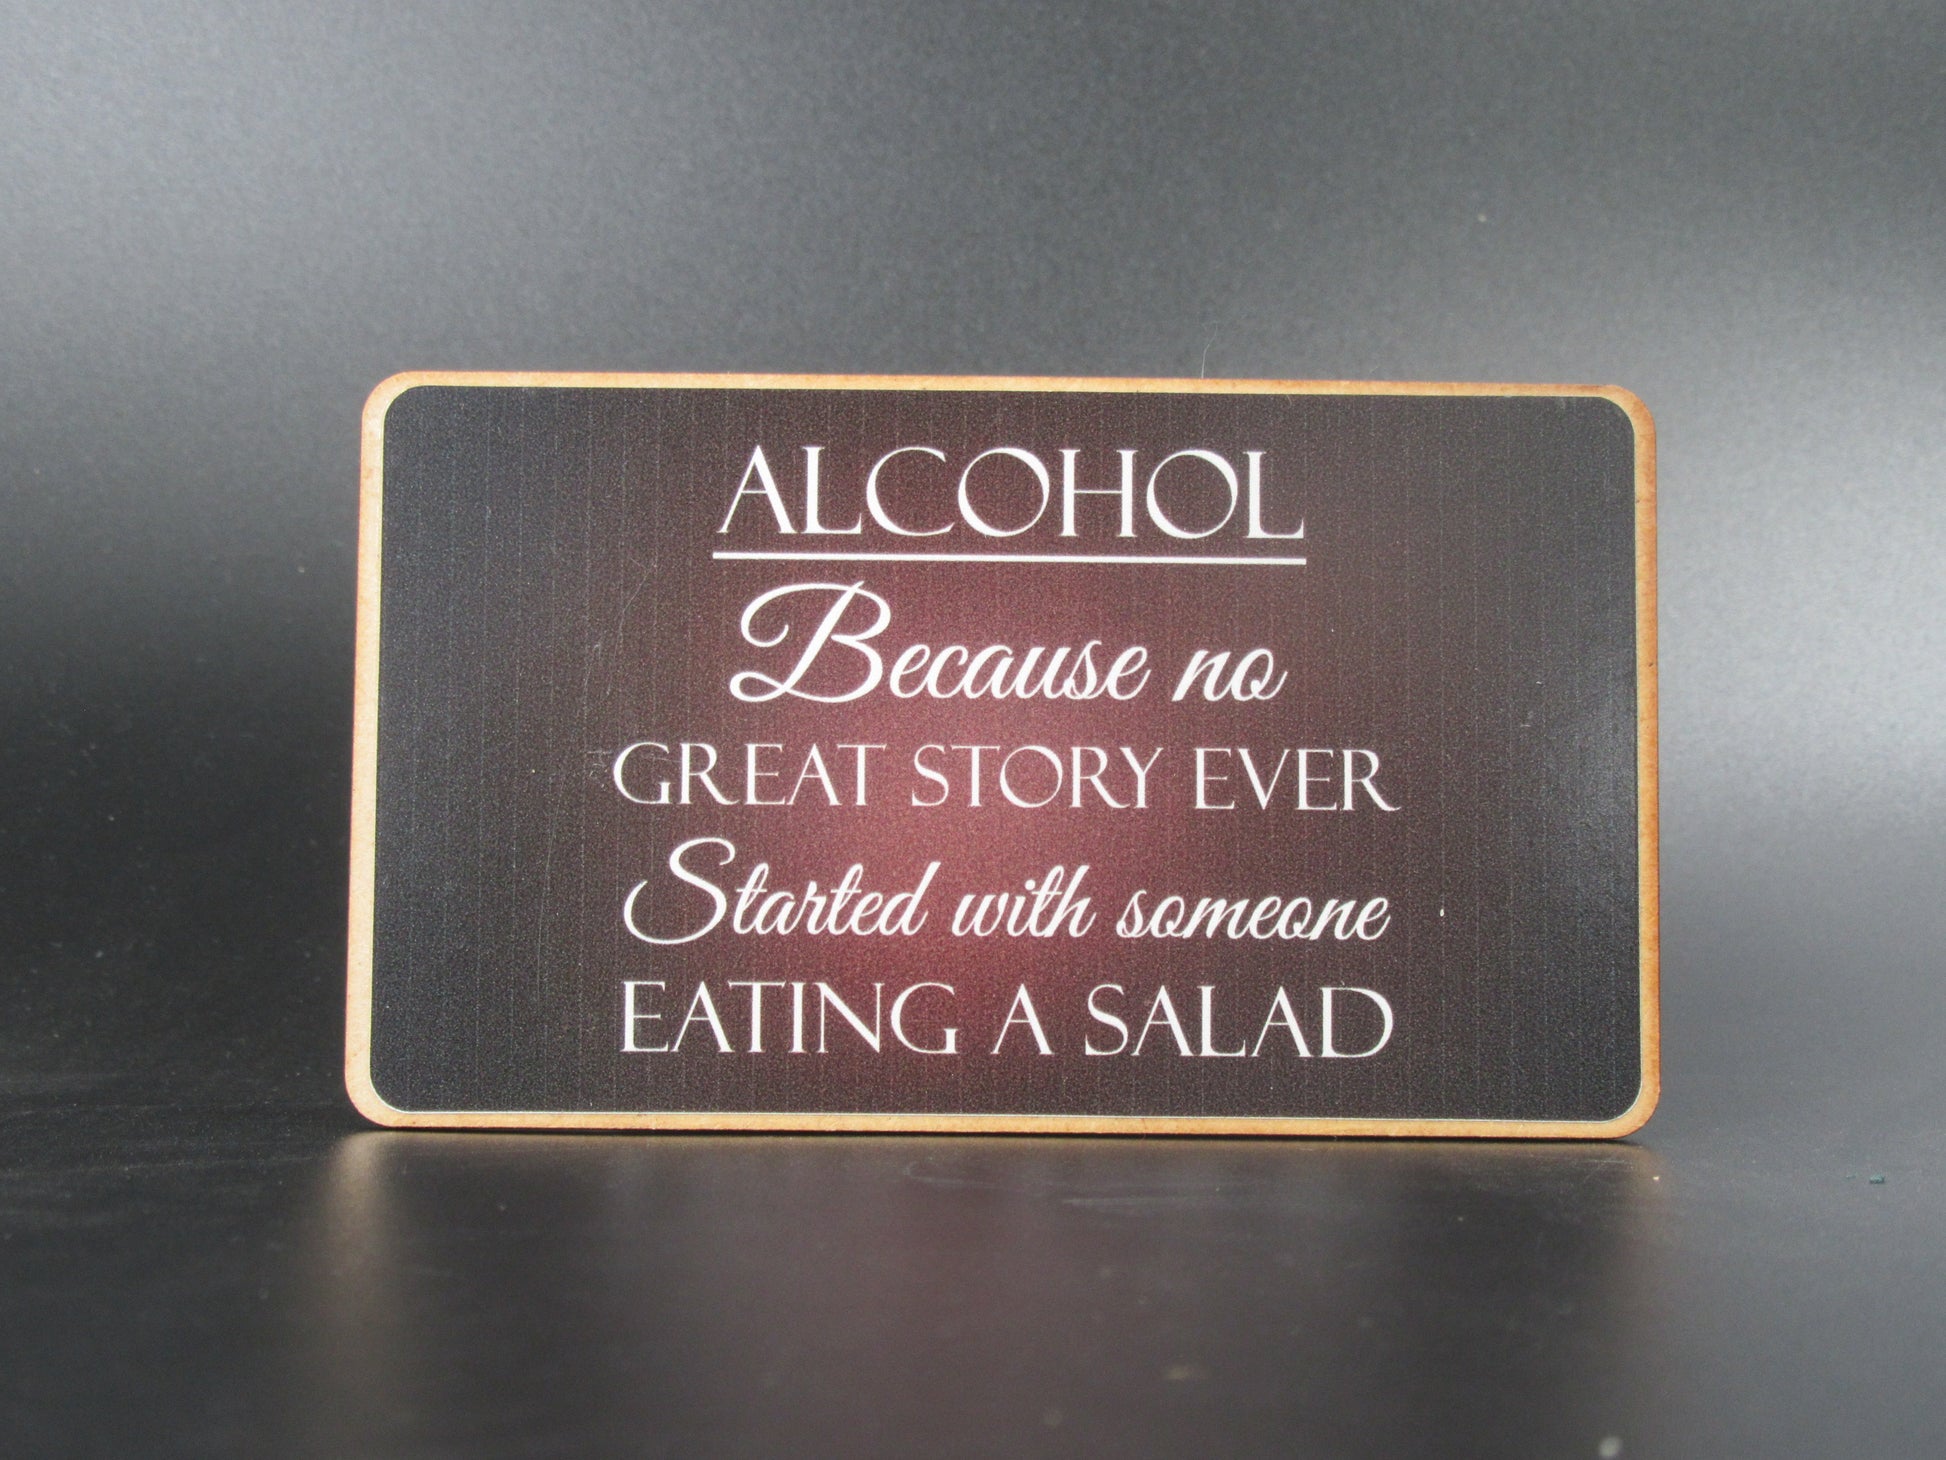 ALCOHOL
Because no
GREAT STORY EVER
Started with someone
EATING A SALAD